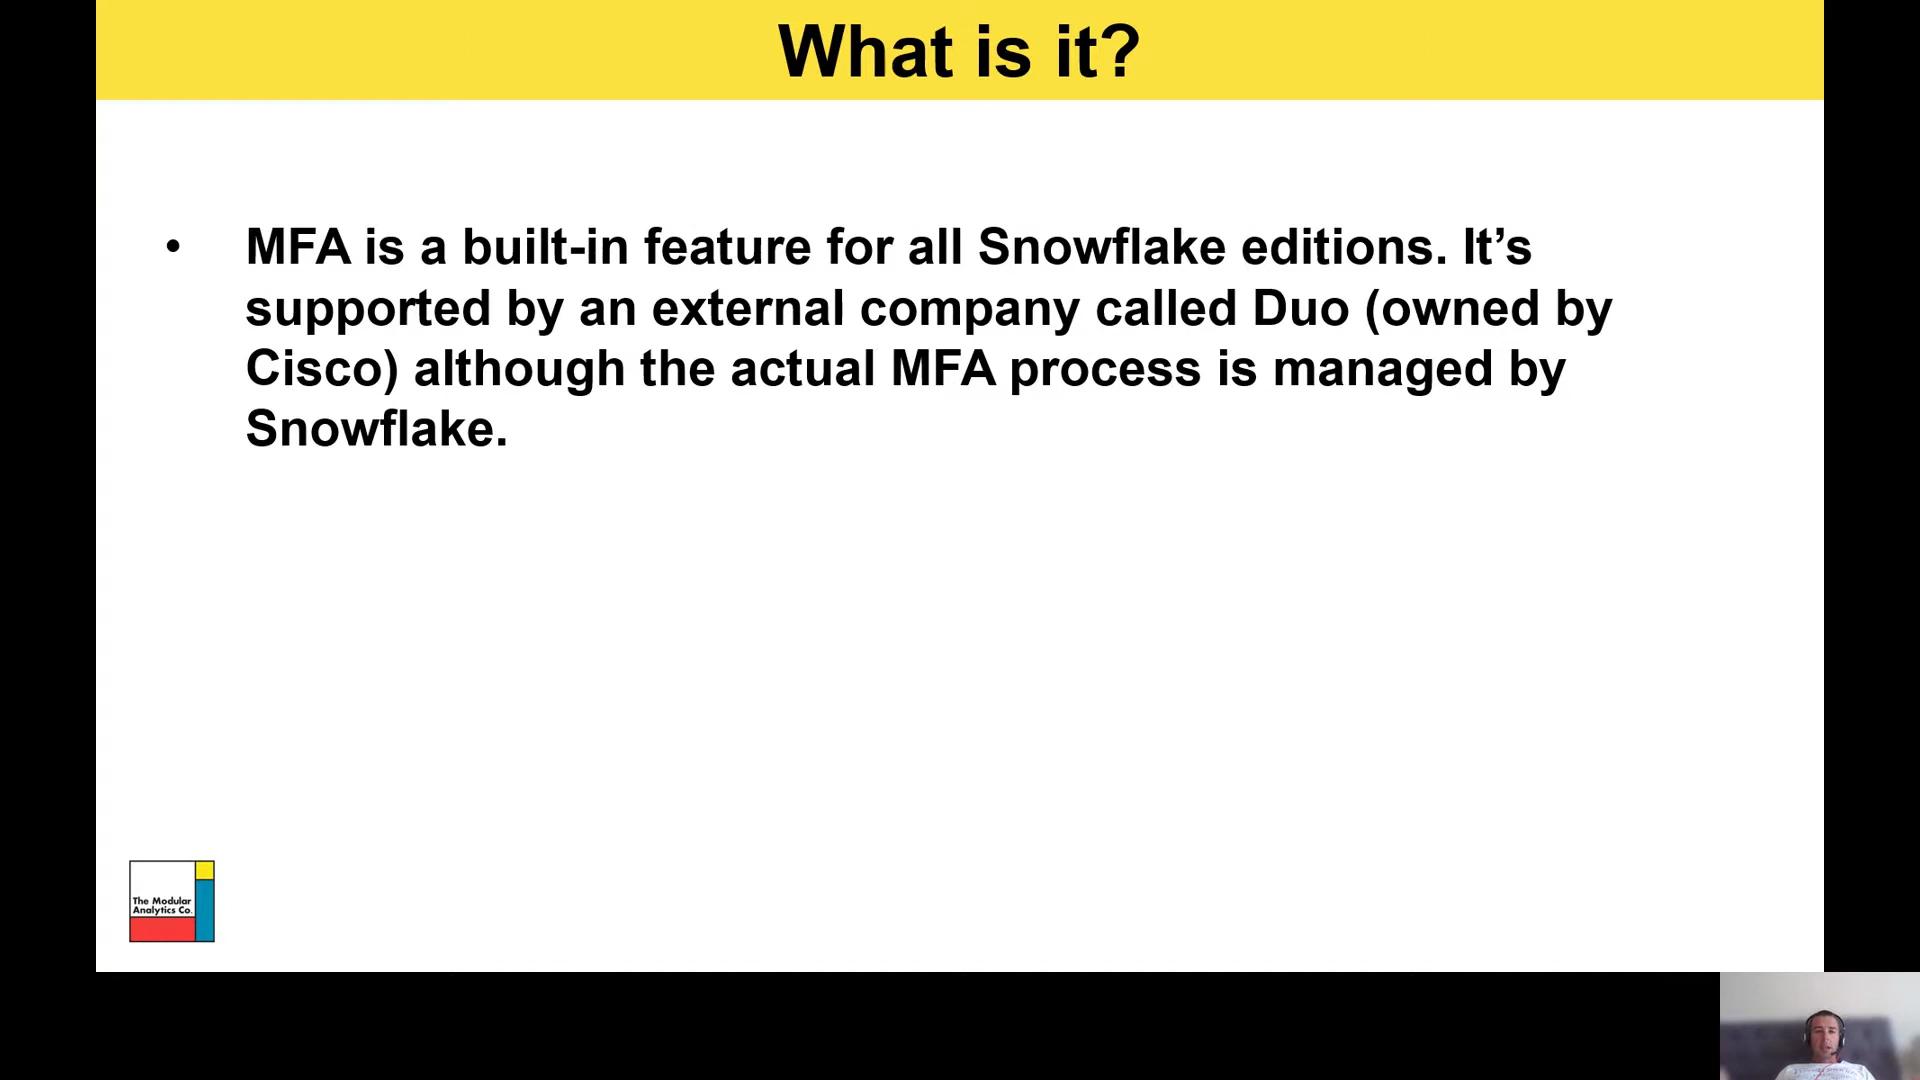 What is it?
• MFA is a built-in feature for all Snowflake editions. It’s
supported by an external company called Duo (owned by
Cisco) although the actual MFA process is managed by
Snowflake.
The Modular
Analytics Co.